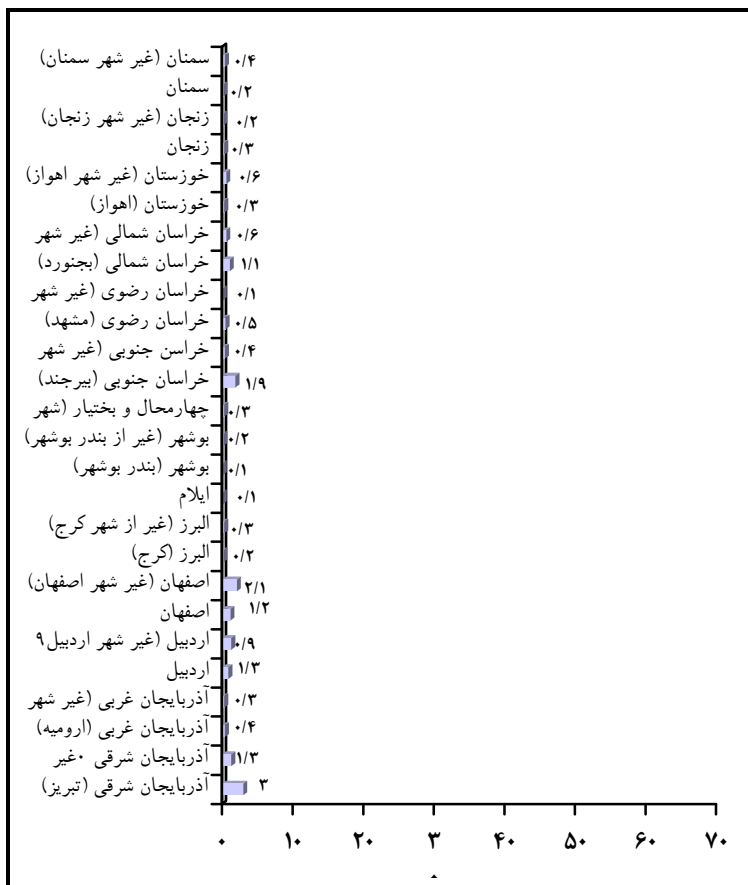 سمنان (غیر شهر سمنان) ۰/۴
سمنان ۰/۲
زنجان (غیر شهر زنجان) ۰/۲
زنجان ۰/۳
خوزستان (غیر شهر اهواز) ۰/۶
خوزستان (اهواز) ۰/۳
خراسان شمالی (غیر شهر ۰/۶
خراسان شمالی (بجنورد) ۱/۱
خراسان رضوی (غیر شهر ۰/۱
خراسان رضوی (مشهد) ۰/۵
خراسن جنوبی (غیر شهر ۰/۴
خراسان جنوبی (بیرجند) ۱/۹
چهارمحال و بختیار (شهر ۰/۳
بوشهر (غیر از بندر بوشهر) ۰/۲
بوشهر (بندر بوشهر) ۰/۱
ایلام ۰/۱
البرز (غیر از شهر کرج) ۰/۳
البرز (کرج) ۰/۲
اصفهان (غیر شهر اصفهان) ۲/۱
اصفهان ۱/۲
اردبیل (غیر شهر اردبیل۹ ۰/۹
اردبیل ۱/۳
آذربایجان غربی (غیر شهر ۰/۳
آذربایجان غربی (ارومیه) ۰/۴
آذربایجان شرقی ۰غیر ۱/۳
آذربایجان شرقی (تبریز) ۳
۰ ۱۰ ۲۰ ۳۰ ۴۰ ۵۰ ۶۰ ۷۰